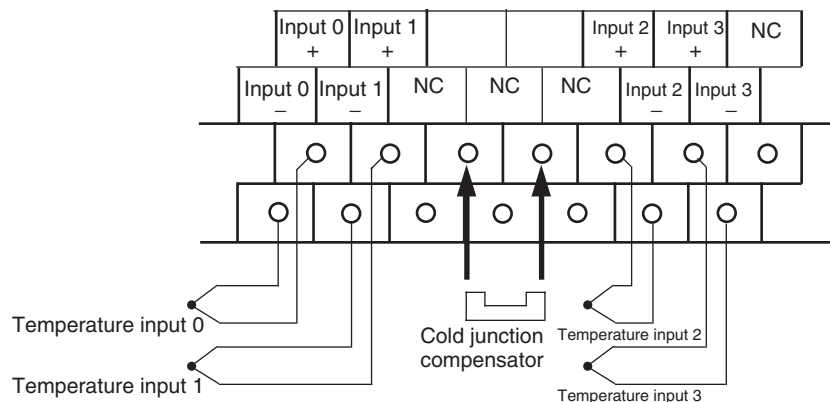 Input 0 Input 1 Input 2 Input 3 NC
+ + + +
Input 0 Input 1 NC NC NC Input 2 Input 3
– – – –
Temperature input 0
Cold junction
compensator
Temperature input 2
Temperature input 1
Temperature input 3